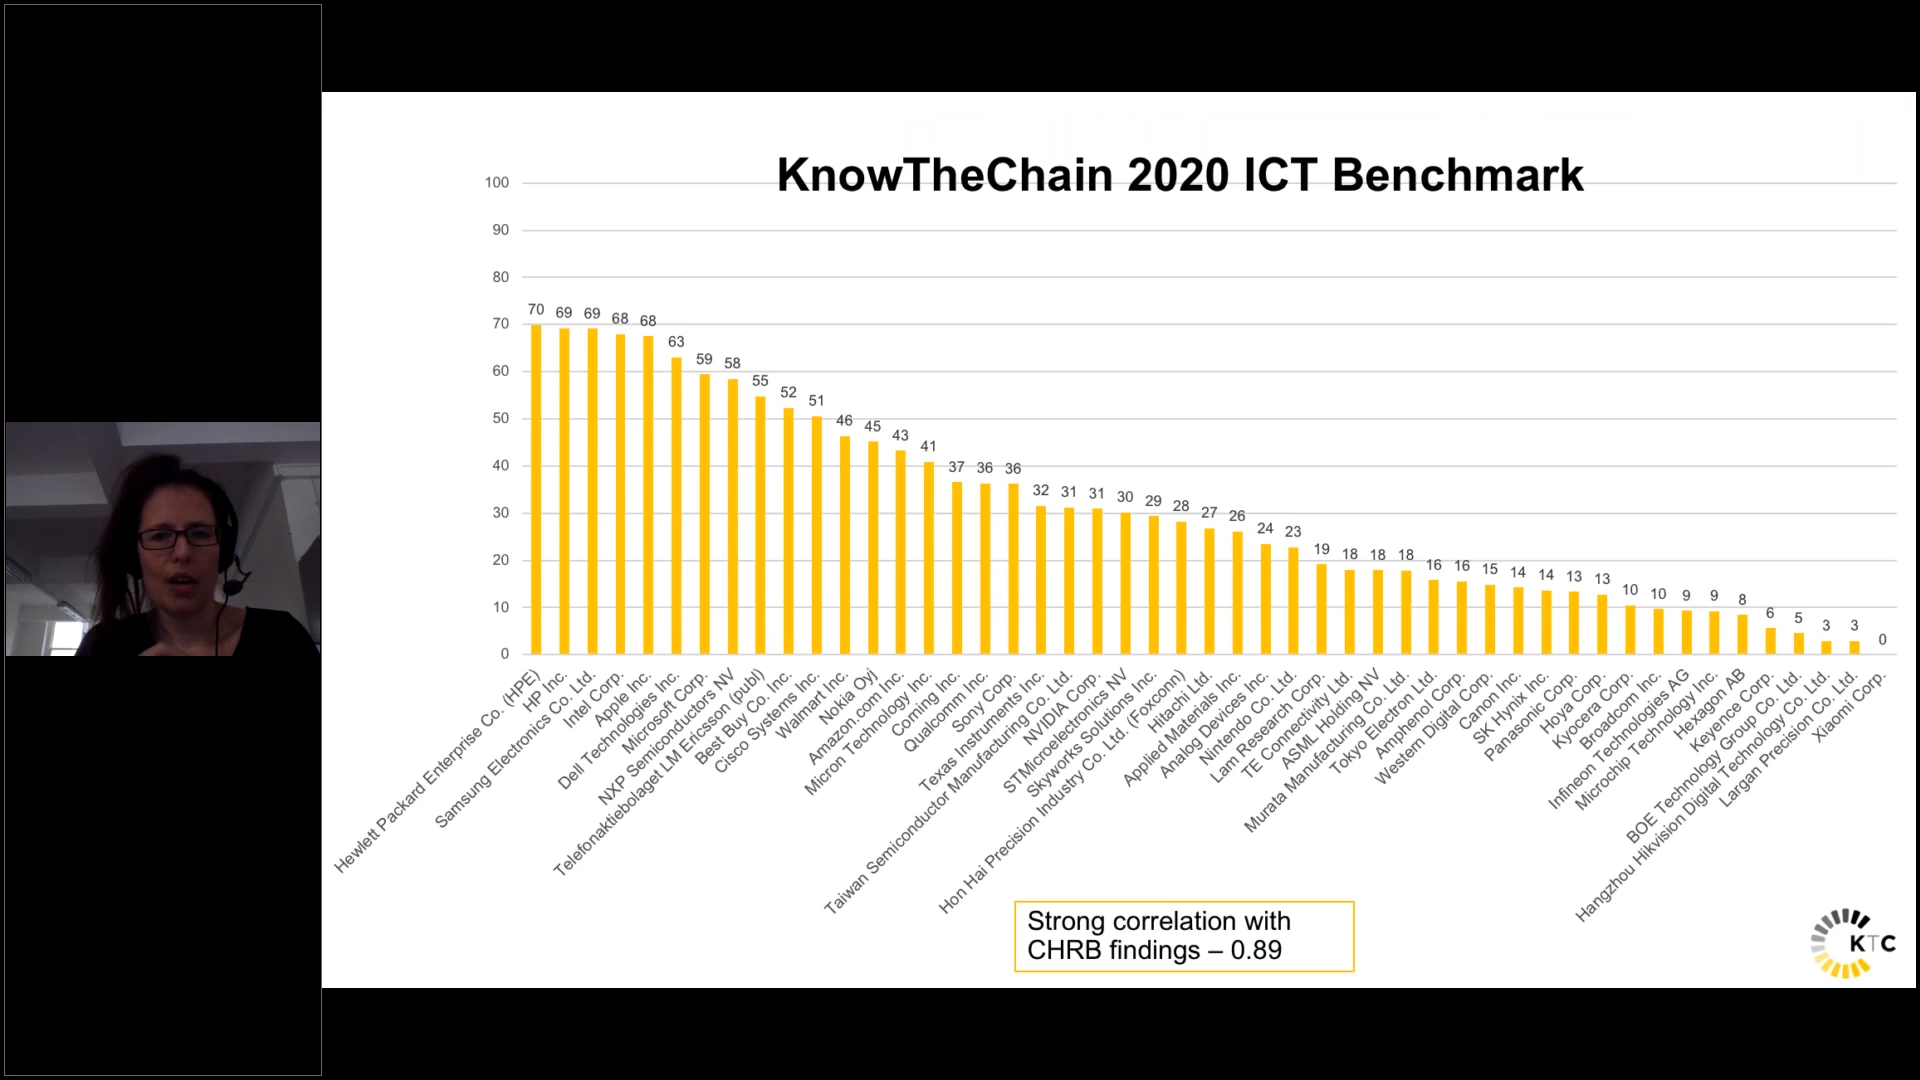 KnowTheChain 2020 ICT Benchmark
100
90
80
70
60
50
40
30
20
10
0
70 69 69 68 68 63 59 58 55 52 51 46 45 43 41 37 36 36 32 31 31 30 29 28 27 26 24 23 19 18 18 18 16 16 15 14 14 13 13 10 10 9 9 8 6 5 3 3 0
Hewlett Packard Enterprise Co. (HPE)
HP Inc.
Samsung Electronics Co. Ltd.
Intel Corp.
Apple Inc.
Dell Technologies Inc.
Microsoft Corp.
NXP Semiconductors NV
Telefonaktiebolaget LM Ericsson (publ)
Best Buy Co. Inc.
Cisco Systems Inc.
Walmart Inc.
Nokia Oyj
Amazon.com Inc.
Micron Technology Inc.
Corning Inc.
Qualcomm Inc.
Sony Corp.
Texas Instruments Inc.
Taiwan Semiconductor Manufacturing Co. Ltd.
NVIDIA Corp.
STMicroelectronics NV
Skyworks Solutions Inc.
Hon Hai Precision Industry Co. Ltd. (Foxconn)
Hitachi Ltd.
Applied Materials Inc.
Analog Devices Inc.
Nintendo Co. Ltd.
Lam Research Corp.
TE Connectivity Ltd.
ASML Holding NV
Murata Manufacturing Co. Ltd.
Tokyo Electron Ltd.
Amphenol Corp.
Western Digital Corp.
Canon Inc.
SK Hynix Inc.
Panasonic Corp.
Hoya Corp.
Kyocera Corp.
Broadcom Inc.
Infineon Technologies AG
Microchip Technology Inc.
Hexagon AB
Keyence Corp.
BOE Technology Group Co. Ltd.
Hangzhou Hikvision Digital Technology Co. Ltd.
Largan Precision Co. Ltd.
Xiaomi Corp.
Strong correlation with
CHRB findings – 0.89
KTC